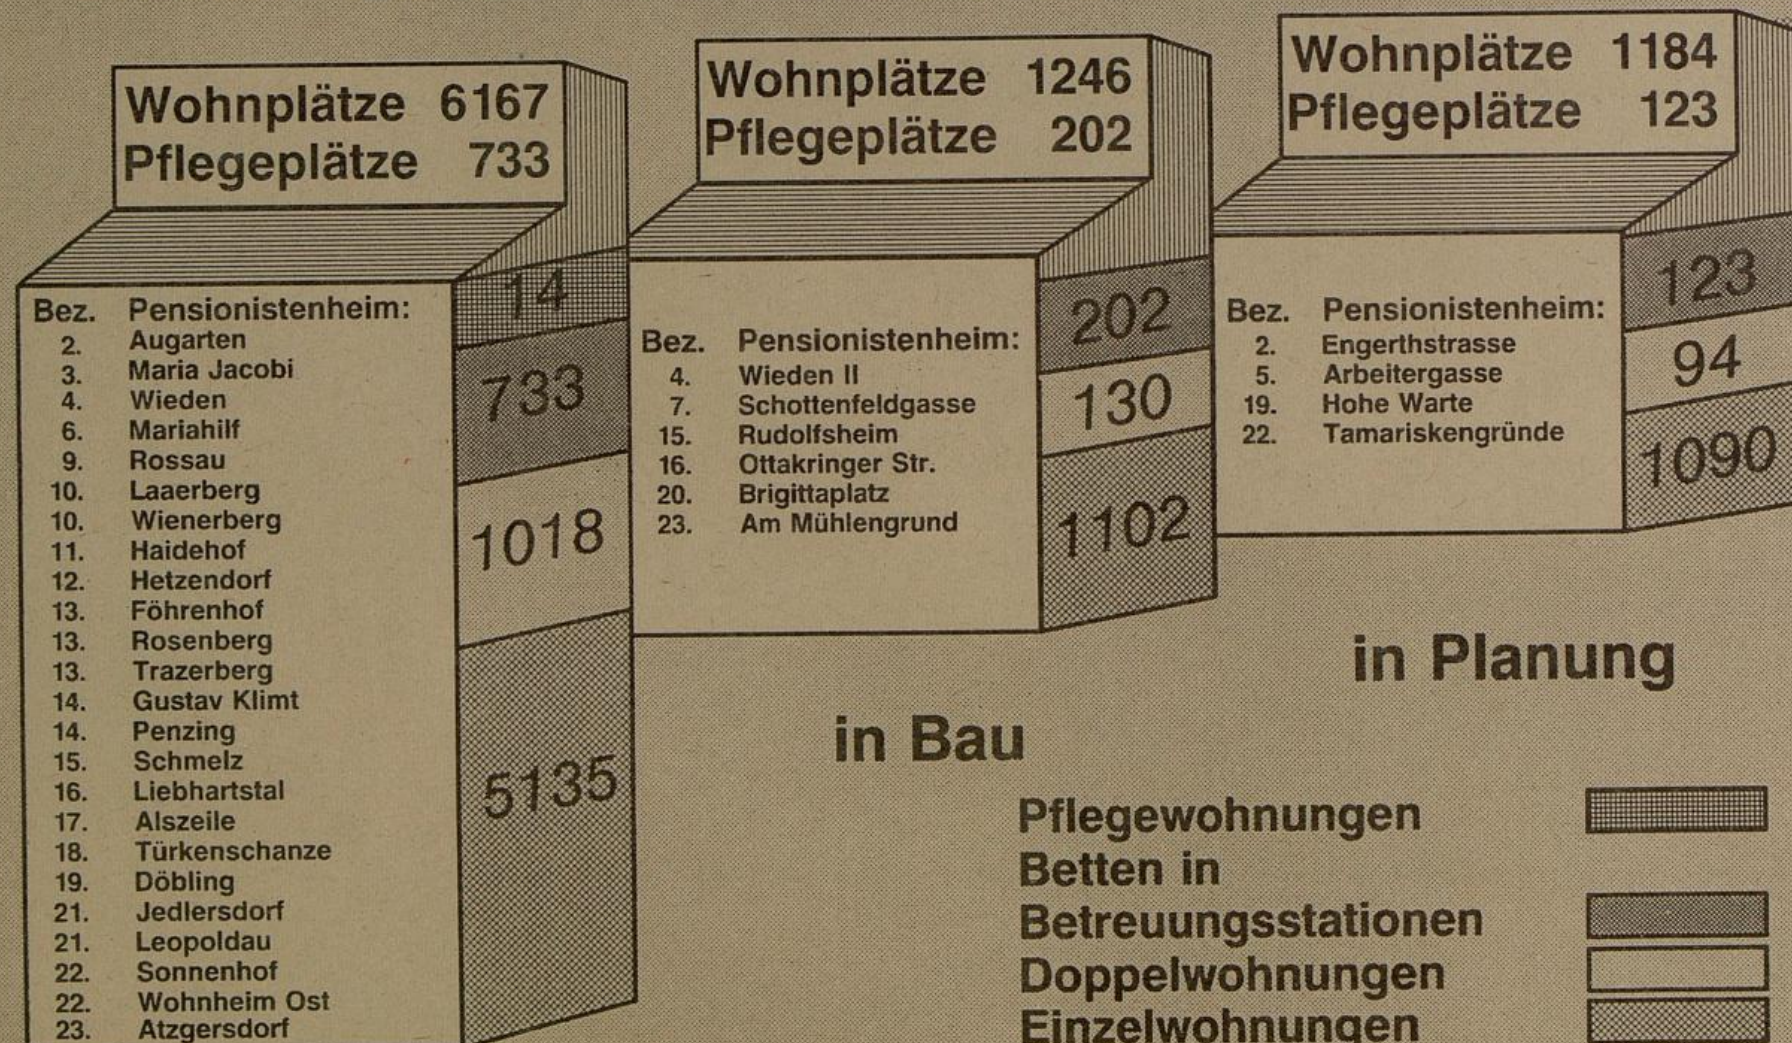 Wohnplätze 6167
Pflegeplätze 733
Bez. Pensionistenheim:
2. Augarten
3. Maria Jacobi
4. Wieden
6. Mariahilf
9. Rossau
10. Laaerberg
10. Wienerberg
11. Haidehof
12. Hetzendorf
13. Föhrenhof
13. Rosenberg
13. Trazerberg
14. Gustav Klimt
14. Penzing
15. Schmelz
16. Liebhartstal
17. Alszeile
18. Türkenschanze
19. Döbling
21. Jedlersdorf
21. Leopoldau
22. Sonnenhof
22. Wohnheim Ost
23. Atzgersdorf
14
733
1018
5135
Wohnplätze 1246
Pflegeplätze 202
Bez. Pensionistenheim:
4. Wieden II
7. Schottenfeldgasse
15. Rudolfsheim
16. Ottakringer Str.
20. Brigittaplatz
23. Am Mühlengrund
202
130
1102
in Bau
Wohnplätze 1184
Pflegeplätze 123
Bez. Pensionistenheim:
2. Engerthstrasse
5. Arbeitergasse
19. Hohe Warte
22. Tamariskengründe
123
94
1090
in Planung
Pflegewohnungen
Betten in
Betreuungsstationen
Doppelwohnungen
Einzelwohnungen